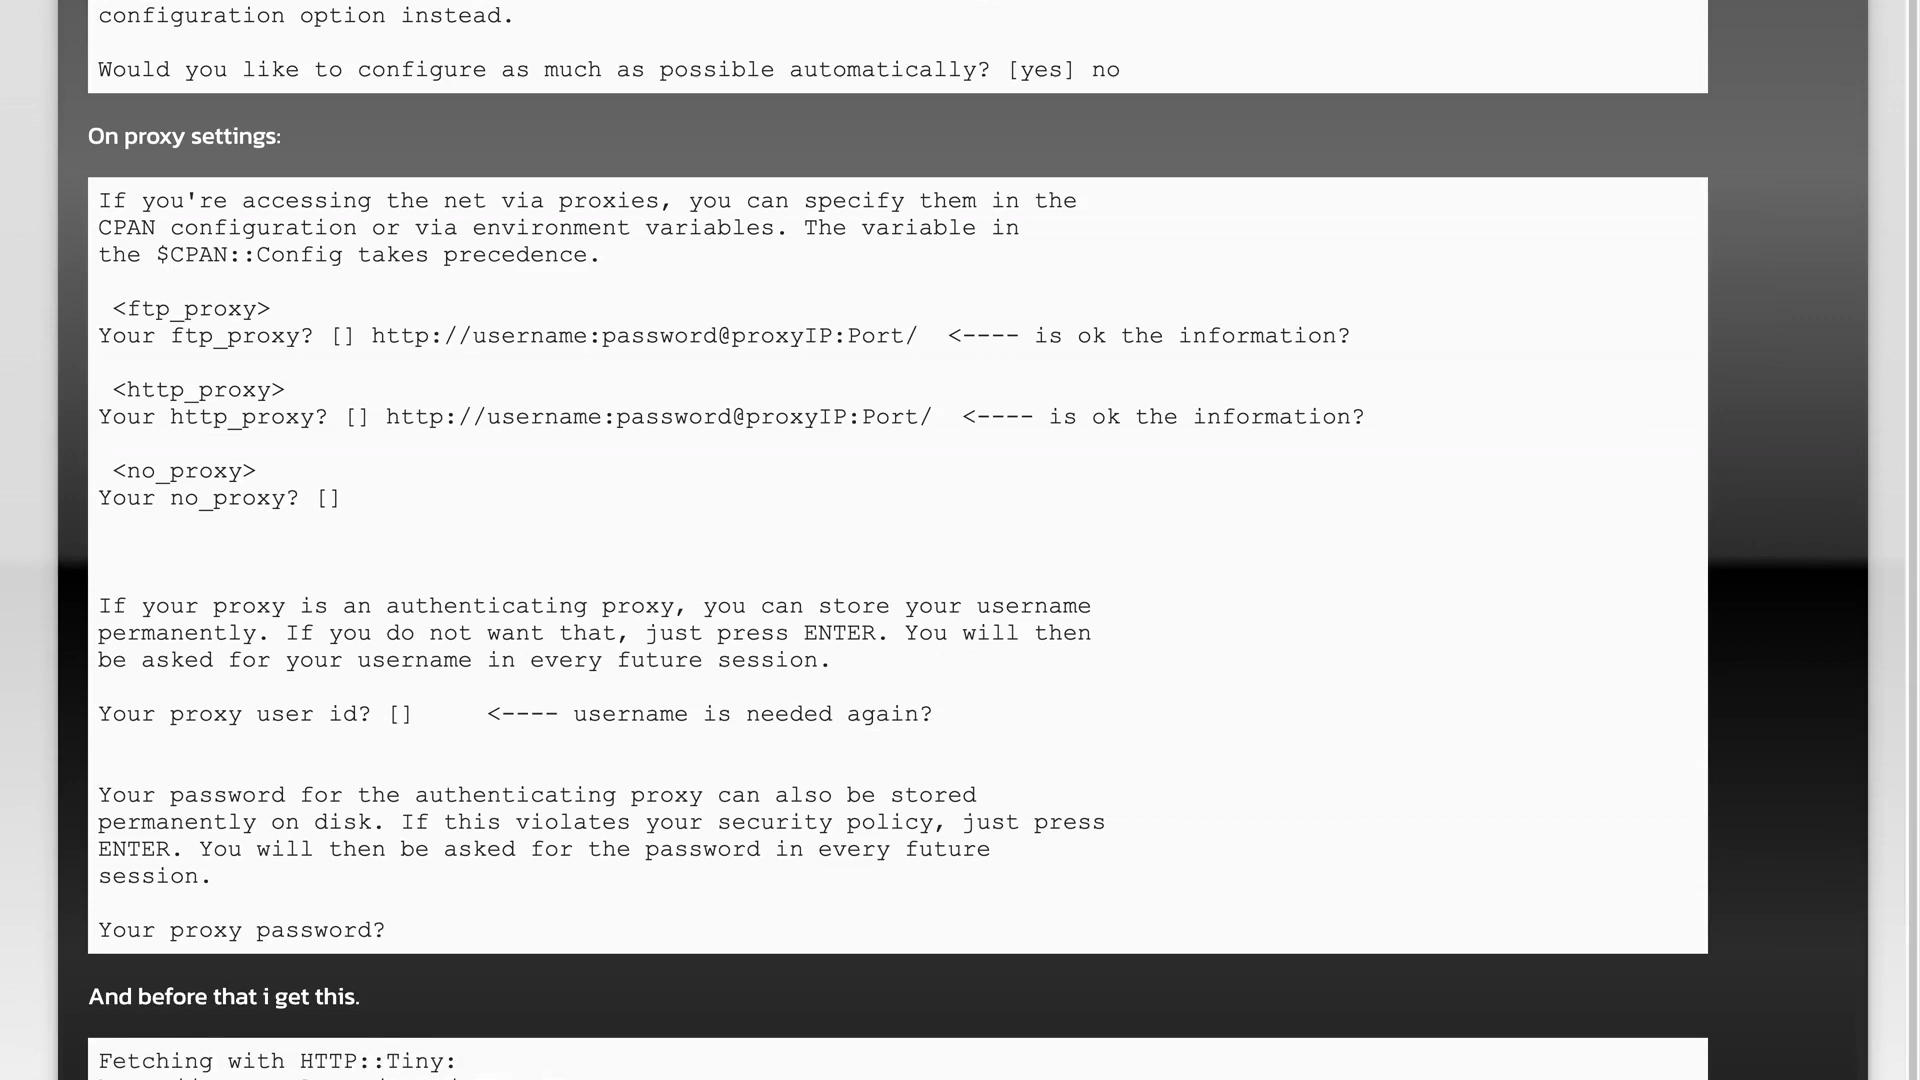 configuration option instead.
Would you like to configure as much as possible automatically? [yes] no
On proxy settings:
If you're accessing the net via proxies, you can specify them in the
CPAN configuration or via environment variables. The variable in
the $CPAN::Config takes precedence.
<ftp_proxy>
Your ftp_proxy? [] http://username:password@proxyIP:Port/  <---- is ok the information?
<http_proxy>
Your http_proxy? [] http://username:password@proxyIP:Port/  <---- is ok the information?
<no_proxy>
Your no_proxy? []
If your proxy is an authenticating proxy, you can store your username
permanently. If you do not want that, just press ENTER. You will then
be asked for your username in every future session.
Your proxy user id? []     <---- username is needed again?
Your password for the authenticating proxy can also be stored
permanently on disk. If this violates your security policy, just press
ENTER. You will then be asked for the password in every future
session.
Your proxy password?
And before that i get this.
Fetching with HTTP::Tiny: